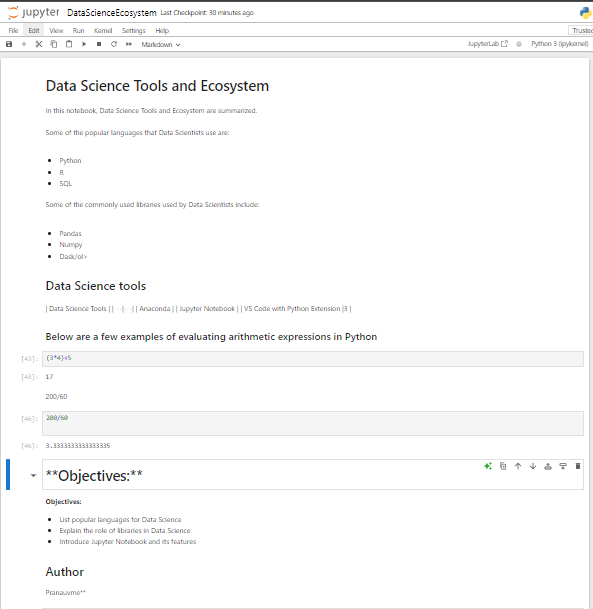 jupyter DataScienceEcosystem Last Checkpoint: 30 minutes ago
File Edit View Run Kernel Settings Help Trusted
Markdown JupyterLab Python 3 (ipykernel)
Data Science Tools and Ecosystem
In this notebook, Data Science Tools and Ecosystem are summarized.
Some of the popular languages that Data Scientists use are:
Python
R
SQL
Some of the commonly used libraries used by Data Scientists include:
Pandas
Numpy
Dask/ol>
Data Science tools
| Data Science Tools | |---|---| | Anaconda | | Jupyter Notebook | | VS Code with Python Extension |3 |
Below are a few examples of evaluating arithmetic expressions in Python
[43]: (3*4)+5
[43]: 17
200/60
[46]: 200/60
[46]: 3.3333333333333335
**Objectives:**
Objectives:
List popular languages for Data Science
Explain the role of libraries in Data Science
Introduce Jupyter Notebook and its features
Author
Pranauvme**